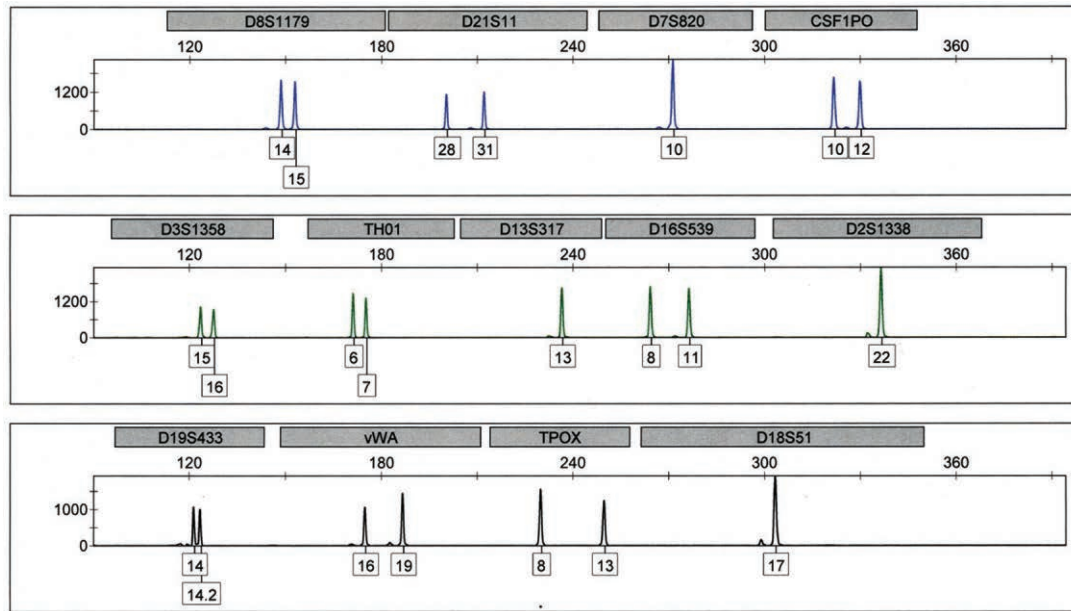 D8S1179 D21S11 D7S820 CSF1PO
120 180 240 300 360
1200
0
14 28 31 10 10 12
15
D3S1358 TH01 D13S317 D16S539 D2S1338
120 180 240 300 360
1200
0
15 6 13 8 11 22
16 7
D19S433 vWA TPOX D18S51
120 180 240 300 360
1000
0
14 16 19 8 13 17
14.2